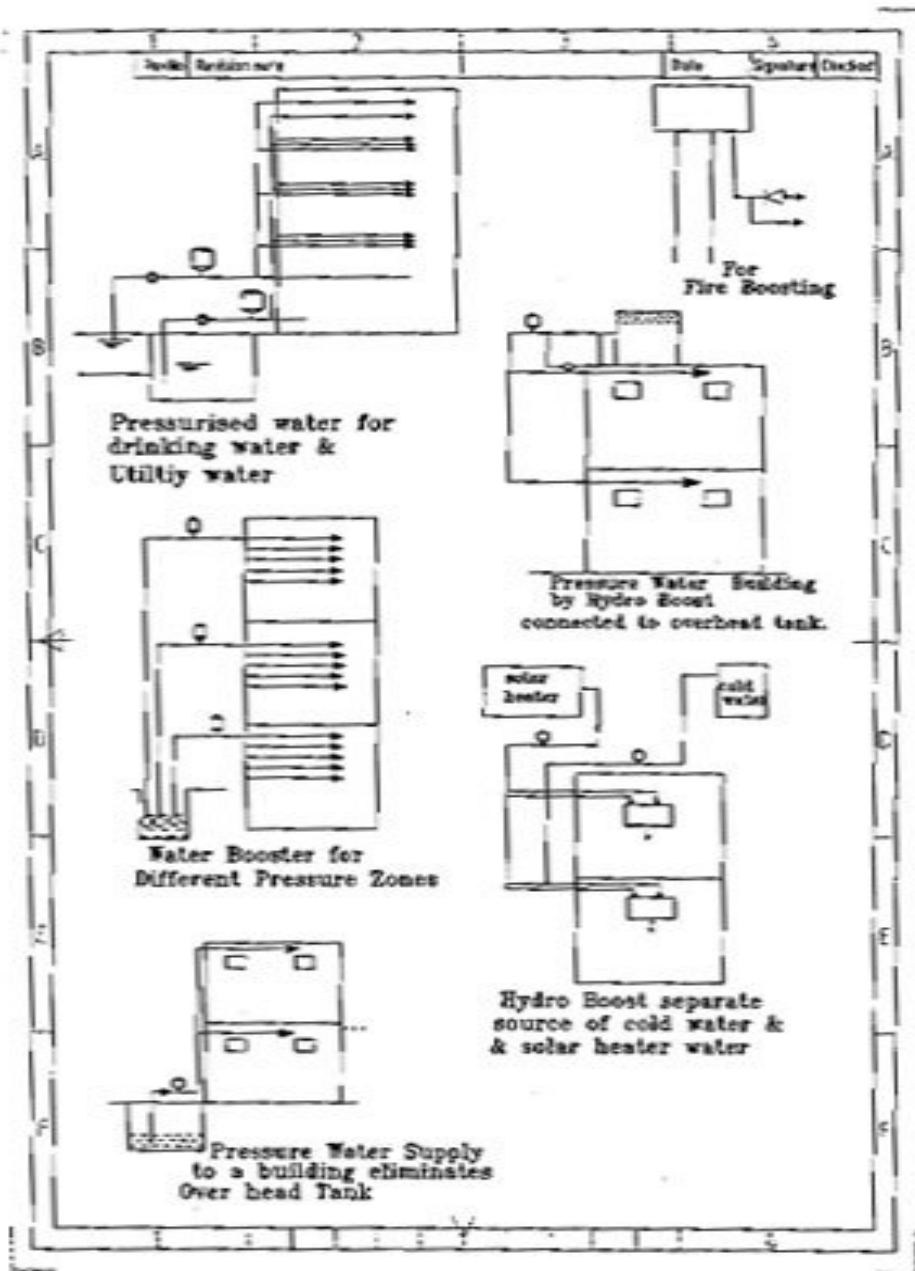 Revision note
Date
Signature
Checked
A
A
For
Fire Boosting
B
B
Pressurised water for
drinking water &
Utiltiy water
C
C
Pressure Water Building
by Hydro Boost
connected to overhead tank.
solar
heater
cold
water
D
D
Water Booster for
Different Pressure Zones
E
Hydro Boost separate
source of cold water &
& solar heater water
Pressure Water Supply
to a building eliminates
Over head Tank